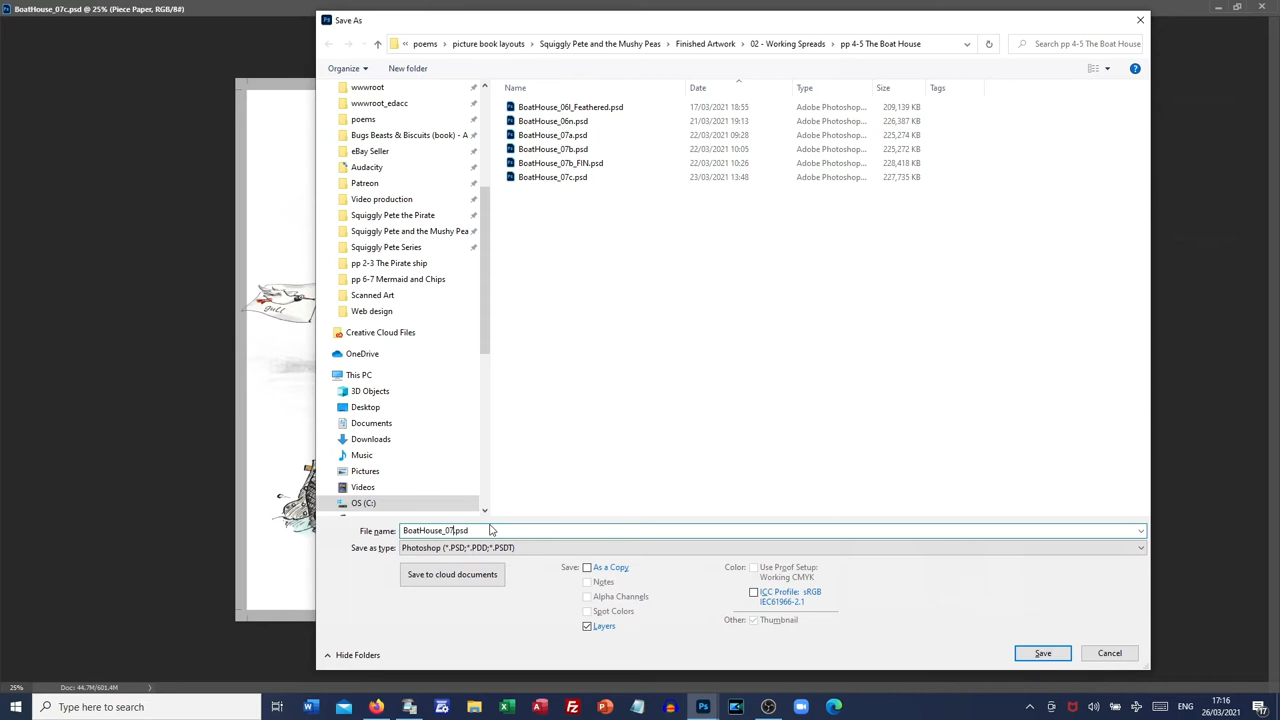 BoatHouse_07c.psd @ 25% (Piece Paper, RGB/8#)
Save As
« poems > picture book layouts > Squiggly Pete and the Mushy Peas > Finished Artwork > 02 - Working Spreads > pp 4-5 The Boat House
Search pp 4-5 The Boat House
Organize
New folder
Name Date Type Size Tags
wwwroot
wwwroot_edacc
poems
Bugs Beasts & Biscuits (book) - A
eBay Seller
Audacity
Patreon
Video production
Squiggly Pete the Pirate
Squiggly Pete and the Mushy Pea
Squiggly Pete Series
pp 2-3 The Pirate ship
pp 6-7 Mermaid and Chips
Scanned Art
Web design
Creative Cloud Files
OneDrive
This PC
3D Objects
Desktop
Documents
Downloads
Music
Pictures
Videos
OS (C:)
BoatHouse_06l_Feathered.psd 17/03/2021 18:55 Adobe Photoshop... 209,139 KB
BoatHouse_06n.psd 21/03/2021 19:13 Adobe Photoshop... 226,387 KB
BoatHouse_07a.psd 22/03/2021 09:28 Adobe Photoshop... 225,274 KB
BoatHouse_07b.psd 22/03/2021 10:05 Adobe Photoshop... 225,272 KB
BoatHouse_07b_FIN.psd 22/03/2021 10:26 Adobe Photoshop... 228,418 KB
BoatHouse_07c.psd 23/03/2021 13:48 Adobe Photoshop... 227,735 KB
gull
File name: BoatHouse_07.psd
Save as type: Photoshop (*.PSD;*.PDD;*.PSDT)
Save to cloud documents
Save: As a Copy
Notes
Alpha Channels
Spot Colors
Layers
Color: Use Proof Setup:
Working CMYK
ICC Profile: sRGB
IEC61966-2.1
Other: Thumbnail
Hide Folders
Save
Cancel
25% Doc: 44.7M/601.4M
Type here to search
17:16
26/03/2021